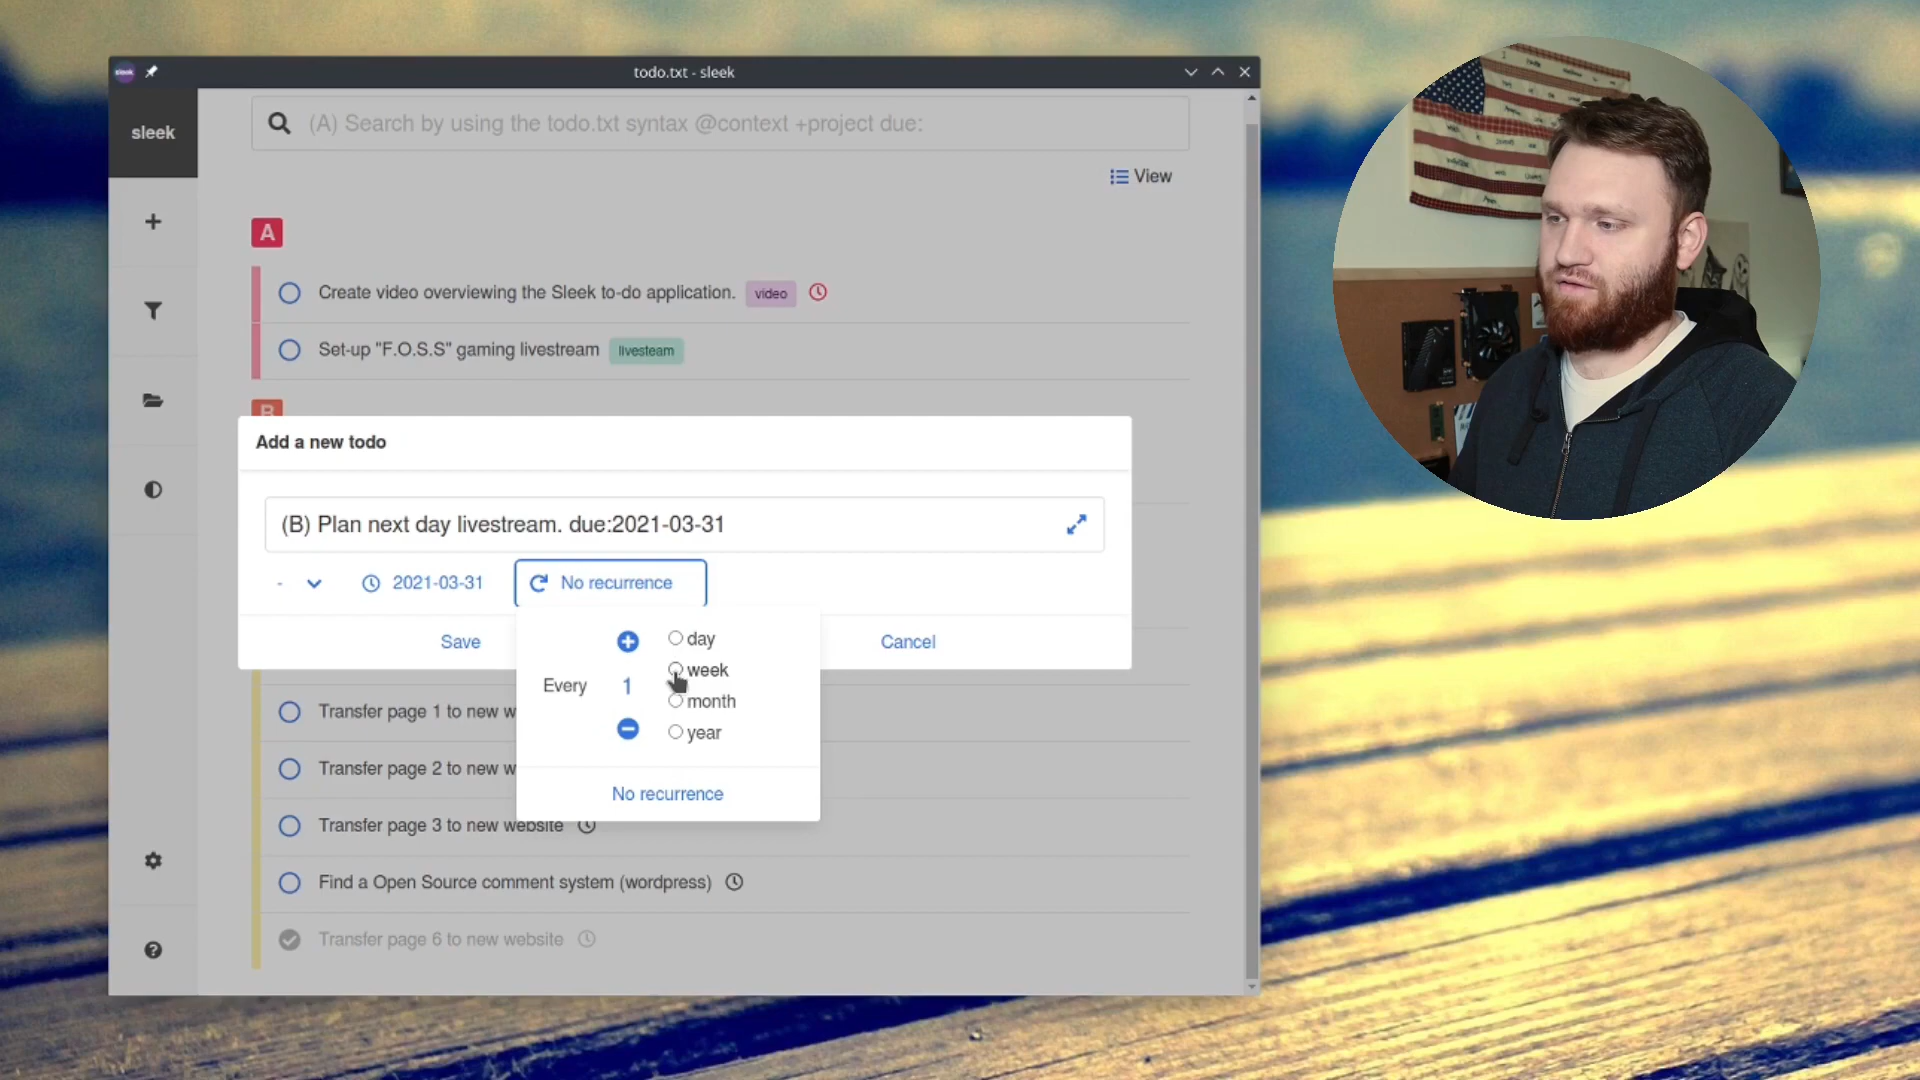 sleek
todo.txt - sleek
sleek
(A) Search by using the todo.txt syntax @context +project due:
View
A
Create video overviewing the Sleek to-do application. video
Set-up "F.O.S.S" gaming livestream livesteam
B
Add a new todo
(B) Plan next day livestream. due:2021-03-31
- 2021-03-31 No recurrence
Save
Cancel
day
week
Every 1
month
year
No recurrence
Transfer page 1 to new w
Transfer page 2 to new w
Transfer page 3 to new website
Find a Open Source comment system (wordpress)
Transfer page 6 to new website